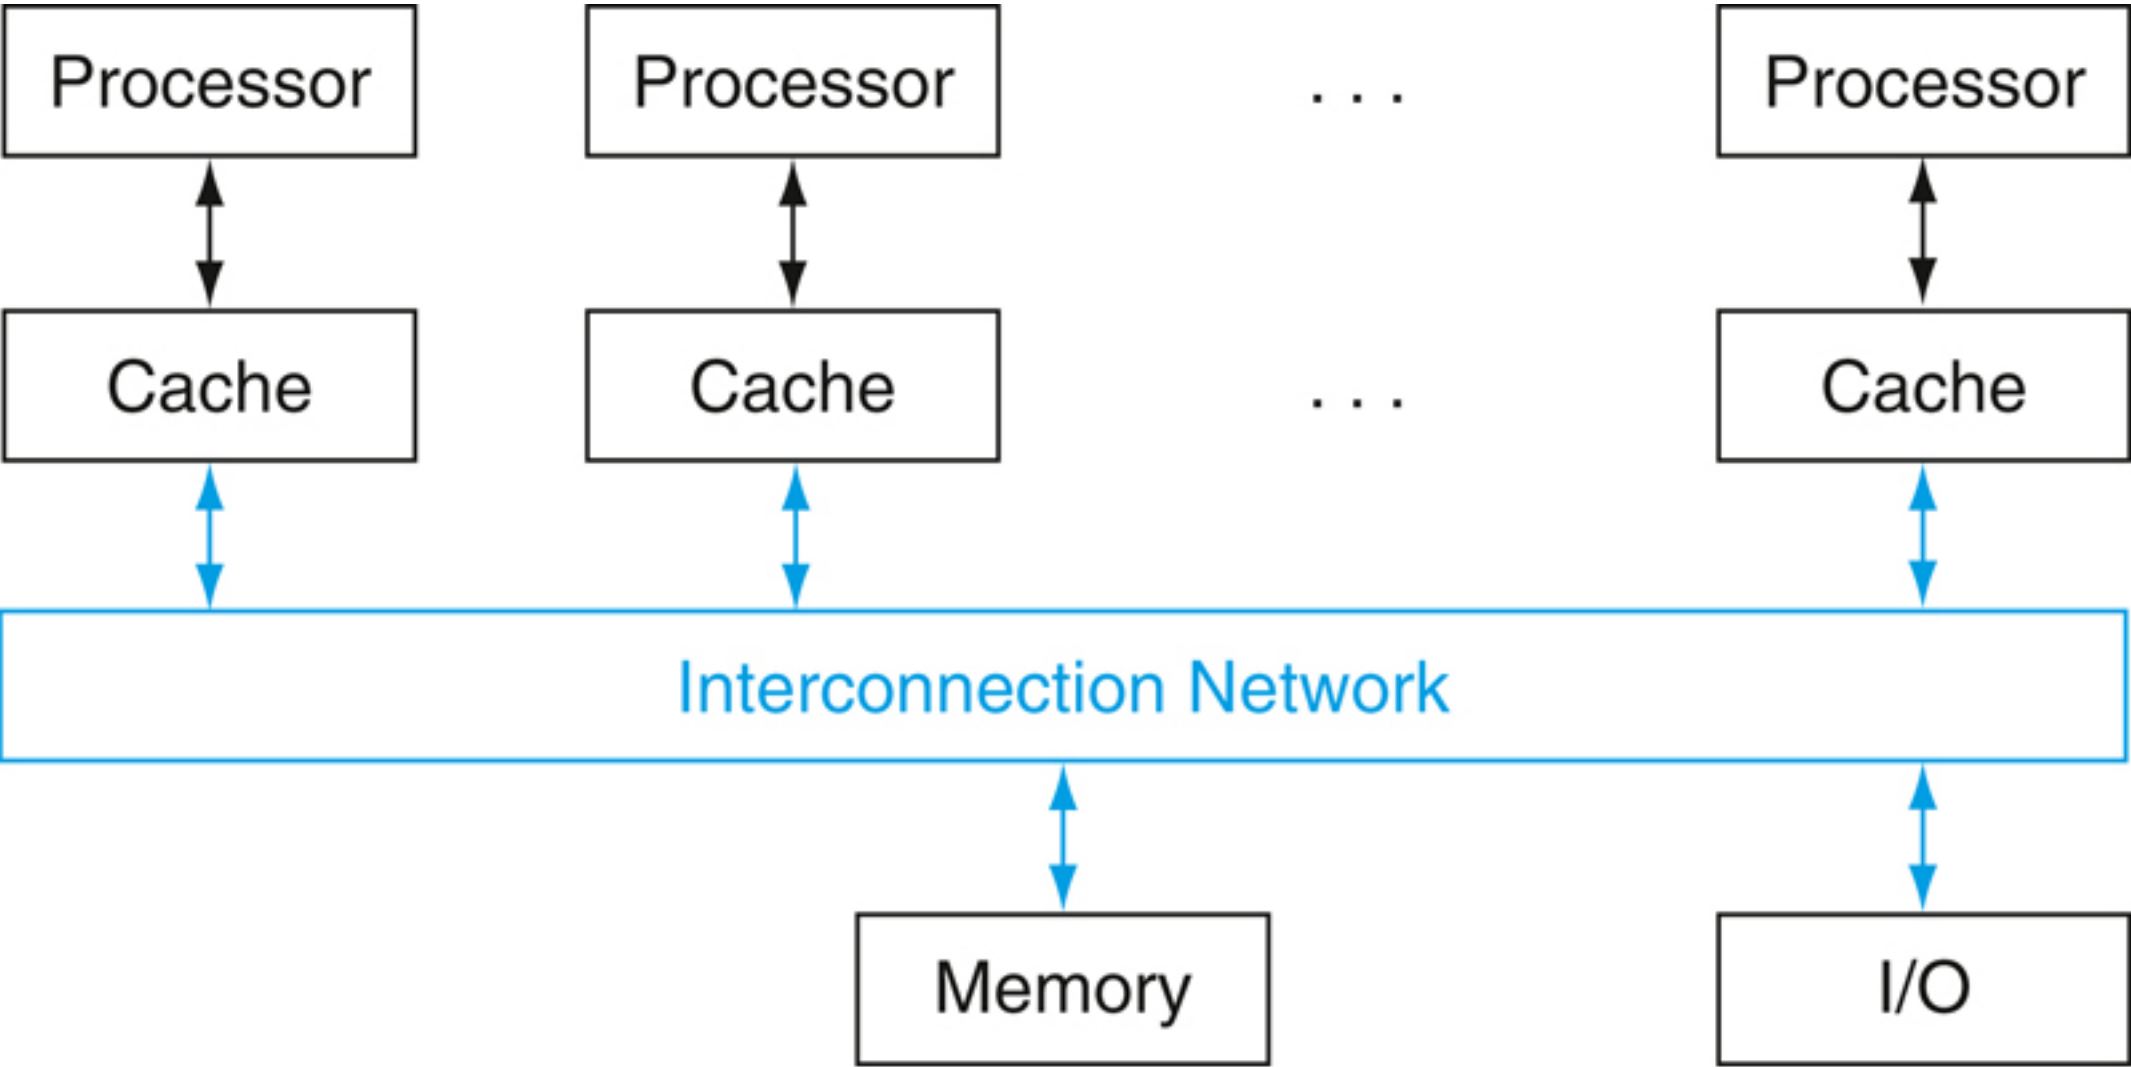 Processor Processor . . . Processor
Cache Cache . . . Cache
Interconnection Network
Memory I/O